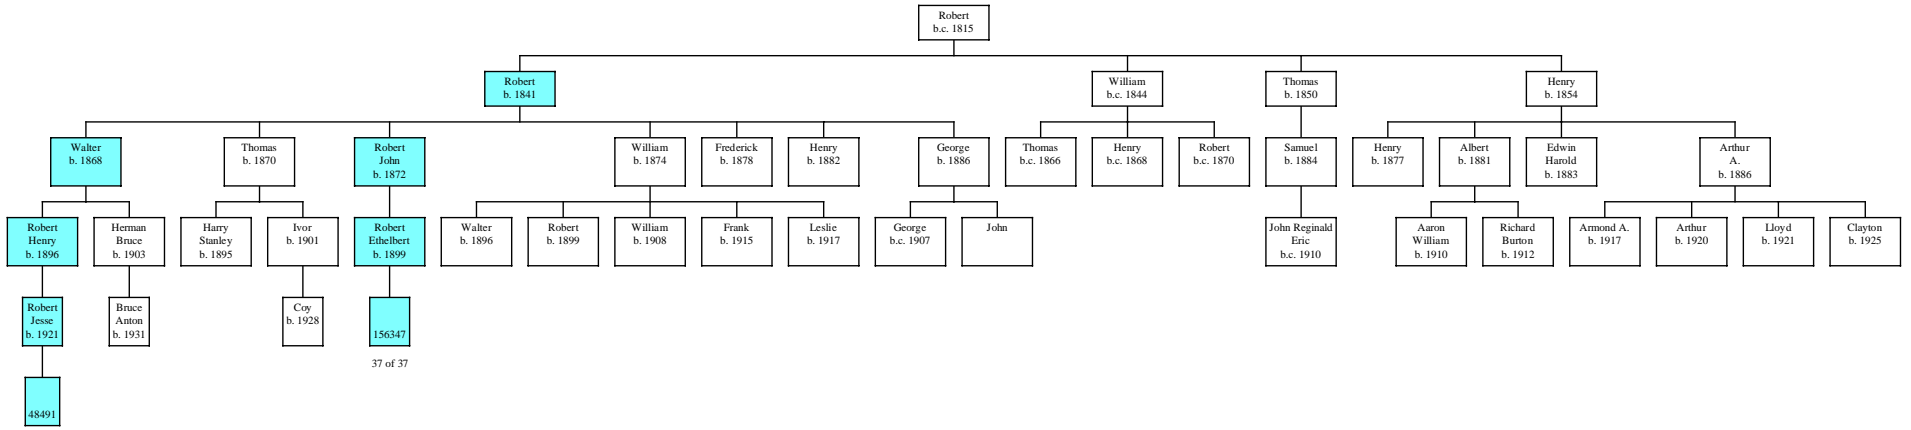 Robert
b.c. 1815
Robert
b. 1841
William
b.c. 1844
Thomas
b. 1850
Henry
b. 1854
Walter
b. 1868
Thomas
b. 1870
Robert
John
b. 1872
William
b. 1874
Frederick
b. 1878
Henry
b. 1882
George
b. 1886
Thomas
b.c. 1866
Henry
b.c. 1868
Robert
b.c. 1870
Samuel
b. 1884
Henry
b. 1877
Albert
b. 1881
Edwin
Harold
b. 1883
Arthur
A.
b. 1886
Robert
Henry
b. 1896
Herman
Bruce
b. 1903
Harry
Stanley
b. 1895
Ivor
b. 1901
Robert
Ethelbert
b. 1899
Walter
b. 1896
Robert
b. 1899
William
b. 1908
Frank
b. 1915
Leslie
b. 1917
George
b.c. 1907
John
John Reginald
Eric
b.c. 1910
Aaron
William
b. 1910
Richard
Burton
b. 1912
Armond A.
b. 1917
Arthur
b. 1920
Lloyd
b. 1921
Clayton
b. 1925
Robert
Jesse
b. 1921
Bruce
Anton
b. 1931
Coy
b. 1928
156347
37 of 37
48491